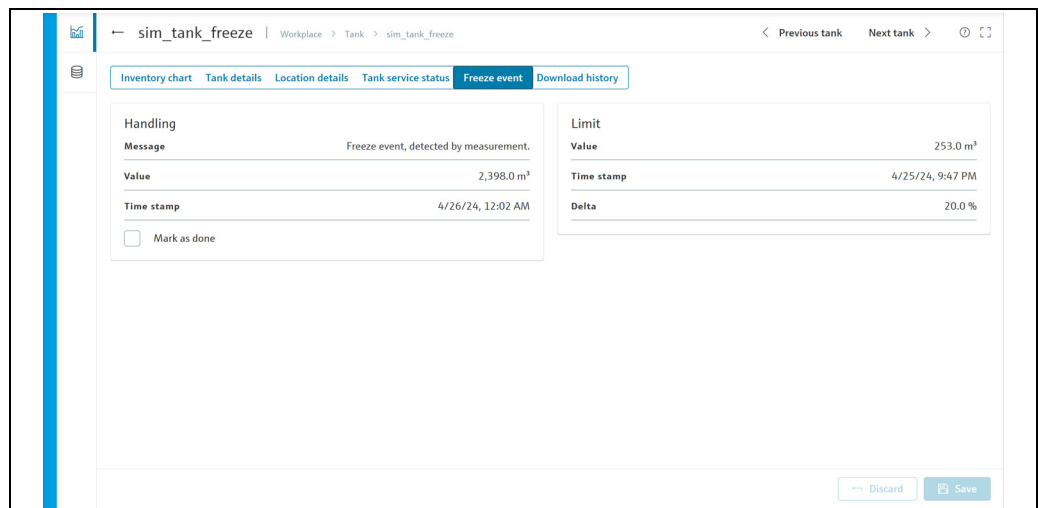 ← sim_tank_freeze | Workplace > Tank > sim_tank_freeze < Previous tank Next tank >
Inventory chart Tank details Location details Tank service status Freeze event Download history
Handling
Message Freeze event, detected by measurement.
Value 2,398.0 m³
Time stamp 4/26/24, 12:02 AM
Mark as done
Limit
Value 253.0 m³
Time stamp 4/25/24, 9:47 PM
Delta 20.0 %
Discard Save